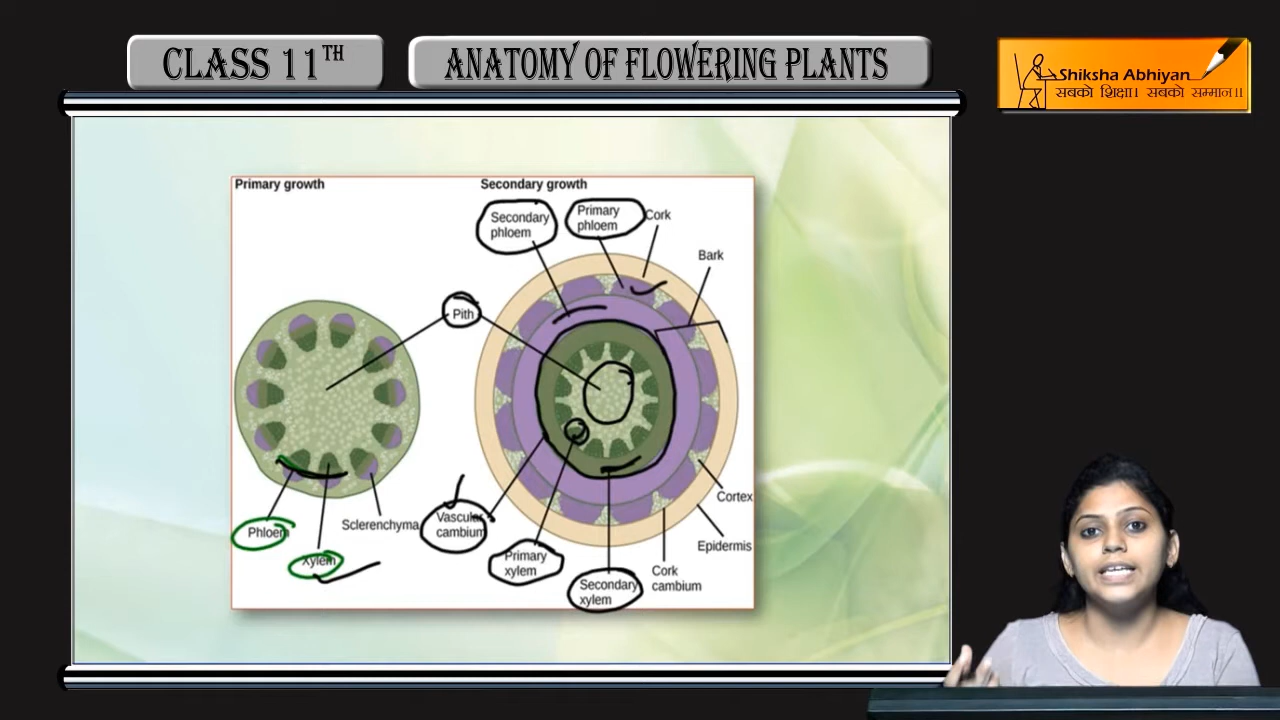 CLASS 11TH
ANATOMY OF FLOWERING PLANTS
Shiksha Abhiyan
सबको शिक्षा। सबको सम्मान।।
Primary growth
Secondary growth
Secondary
phloem
Primary
phloem
Cork
Bark
Pith
Phloem
Xylem
Sclerenchyma
Vascular
cambium
Primary
xylem
Secondary
xylem
Cork
cambium
Cortex
Epidermis